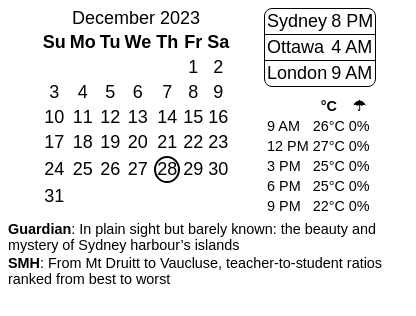 December 2023
Su Mo Tu We Th Fr Sa
1 2
3 4 5 6 7 8 9
10 11 12 13 14 15 16
17 18 19 20 21 22 23
24 25 26 27 28 29 30
31
Sydney 8 PM
Ottawa 4 AM
London 9 AM
°C ☂
9 AM 26°C 0%
12 PM 27°C 0%
3 PM 25°C 0%
6 PM 25°C 0%
9 PM 22°C 0%
Guardian: In plain sight but barely known: the beauty and
mystery of Sydney harbour’s islands
SMH: From Mt Druitt to Vaucluse, teacher-to-student ratios
ranked from best to worst